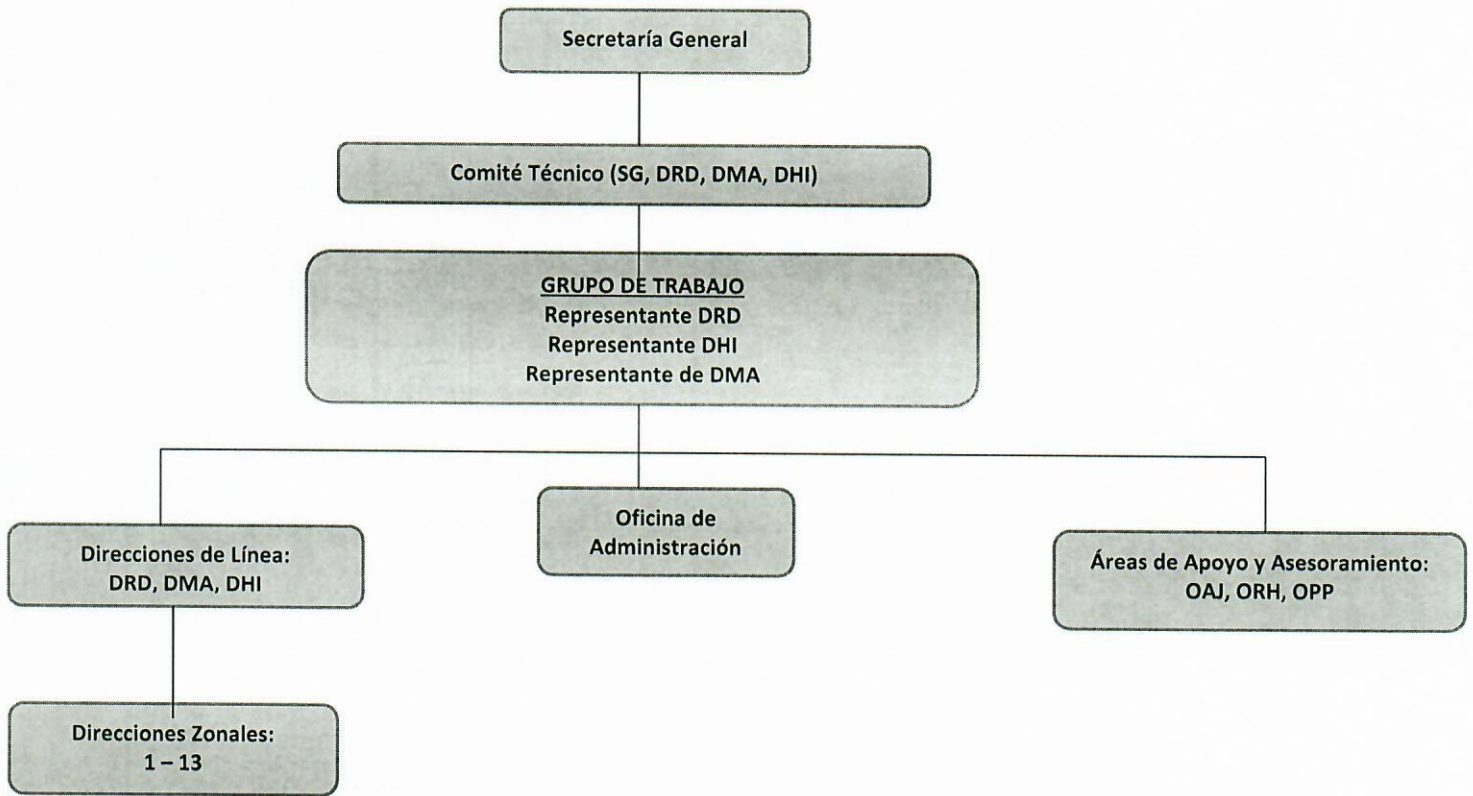 Secretaría General
Comité Técnico (SG, DRD, DMA, DHI)
GRUPO DE TRABAJO
Representante DRD
Representante DHI
Representante de DMA
Direcciones de Línea:
DRD, DMA, DHI
Oficina de
Administración
Áreas de Apoyo y Asesoramiento:
OAJ, ORH, OPP
Direcciones Zonales:
1 – 13